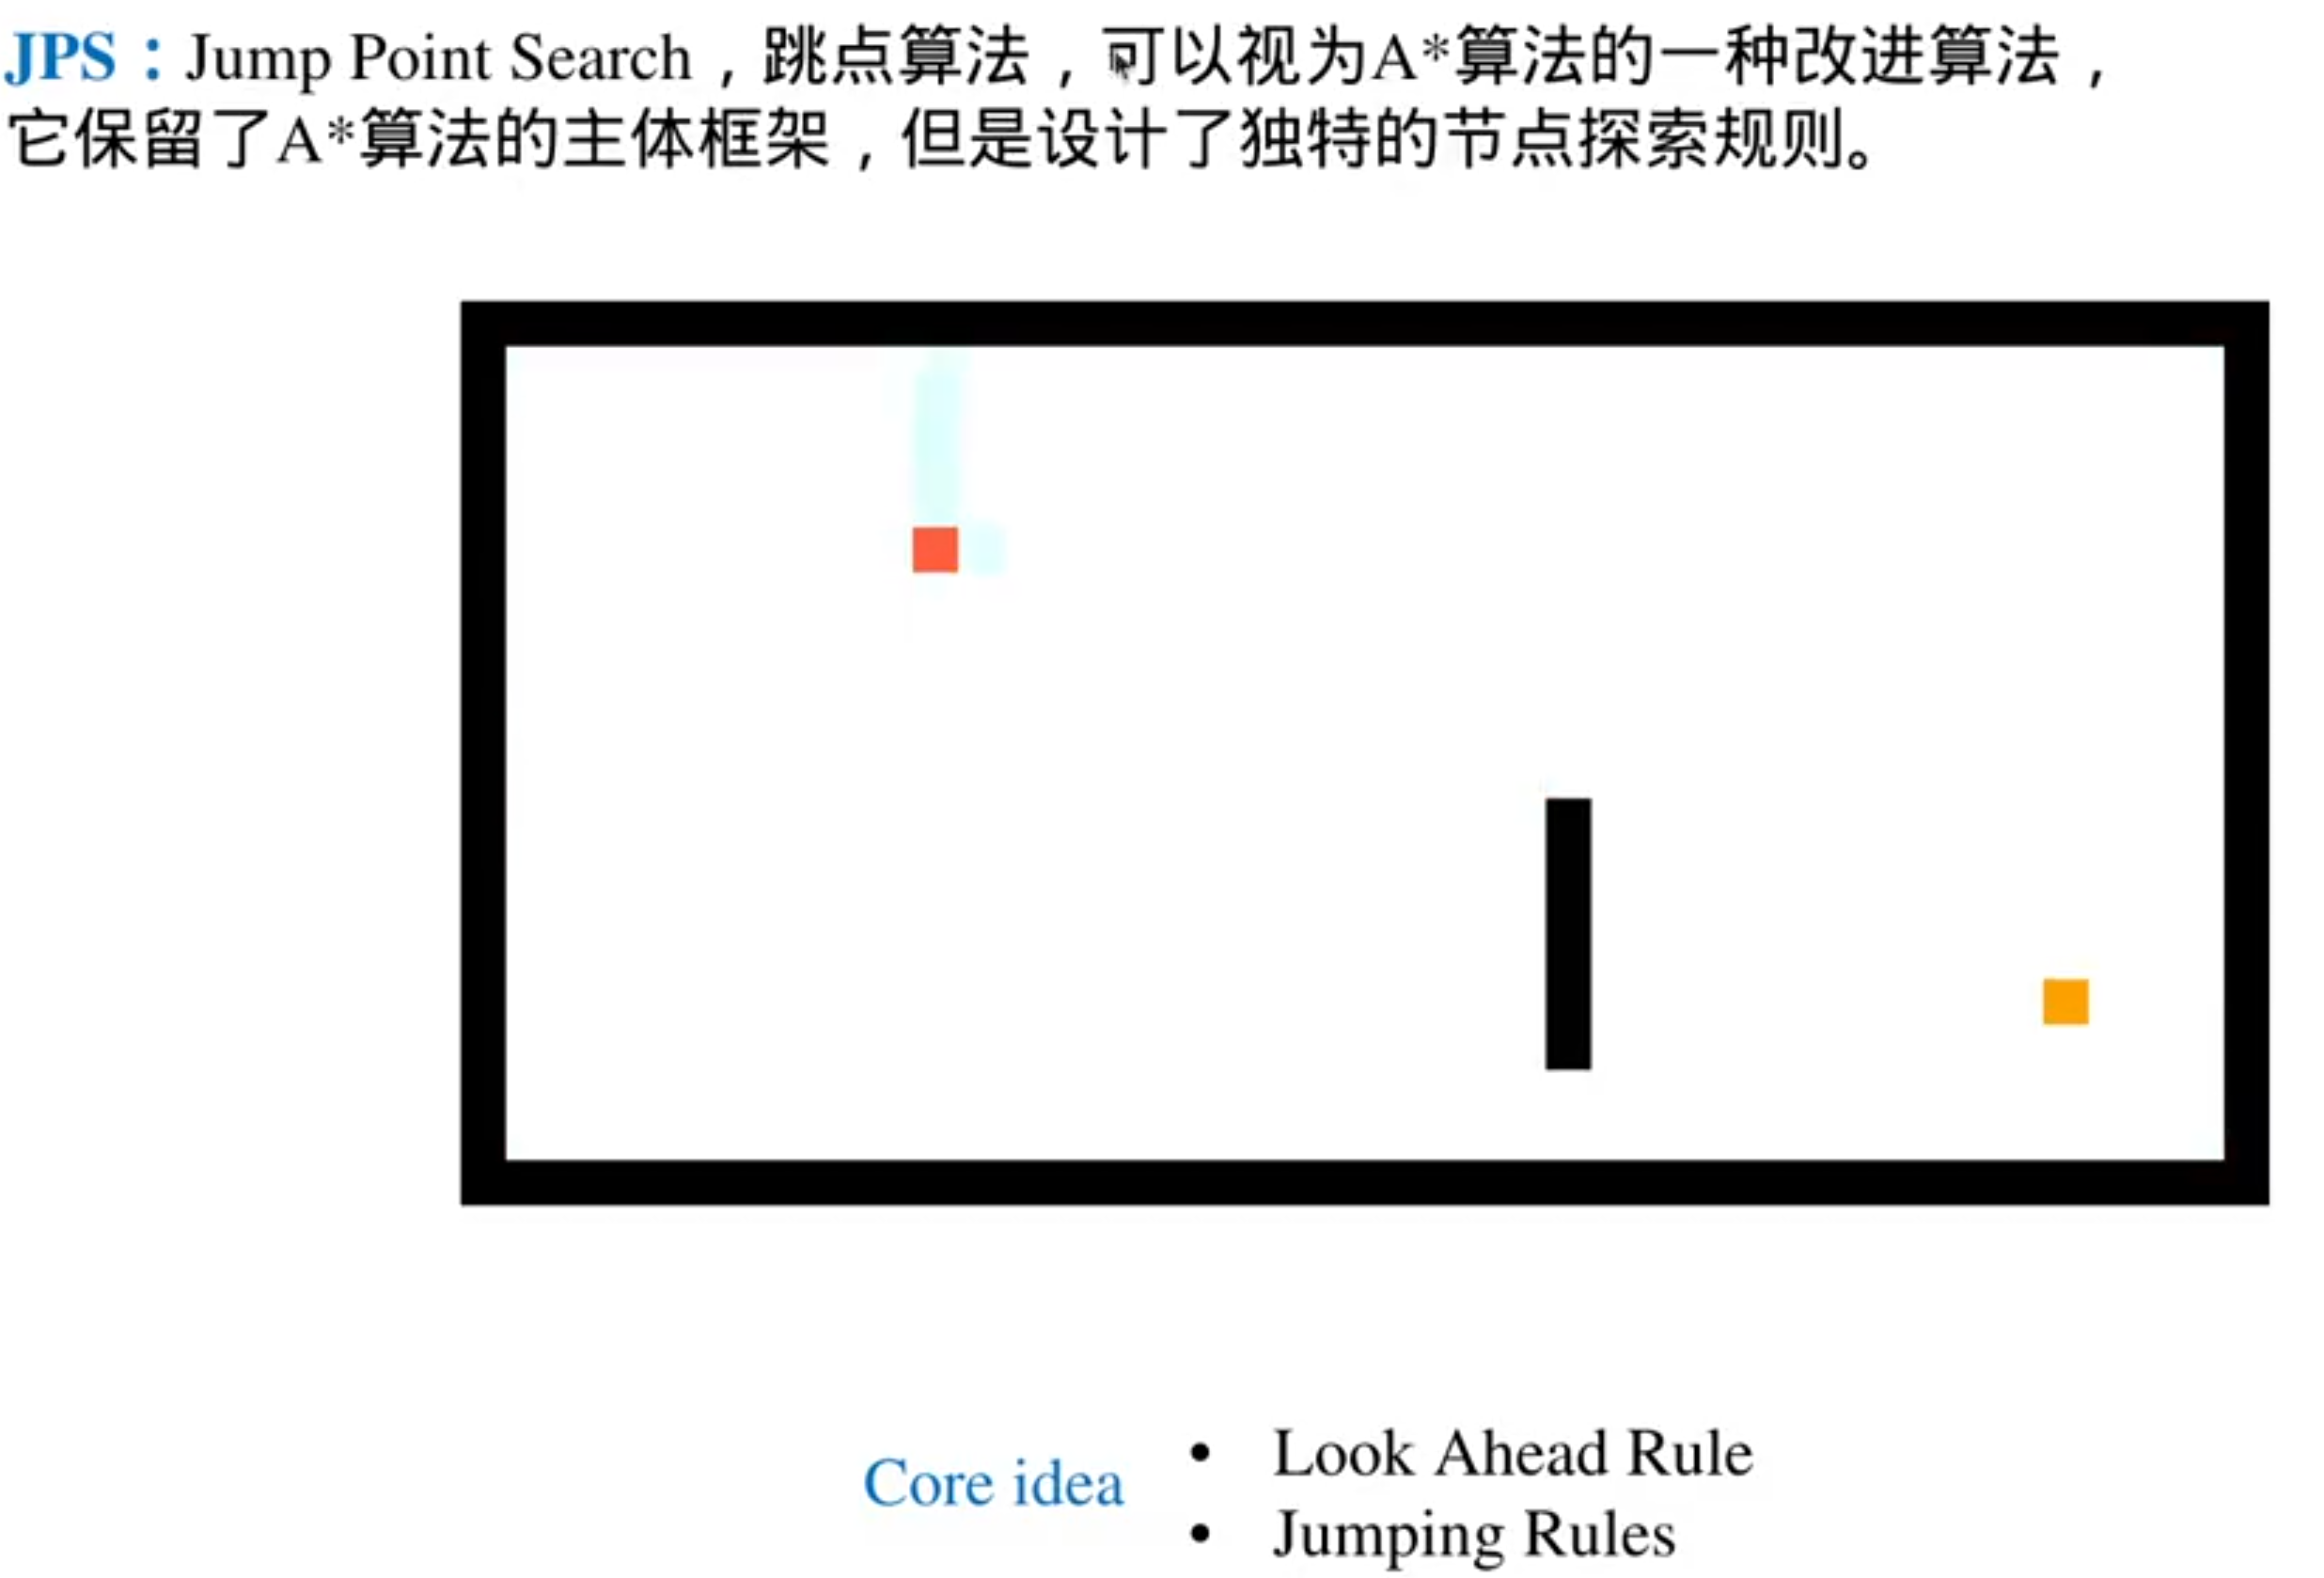 JPS：Jump Point Search，跳点算法，可以视为A*算法的一种改进算法，
它保留了A*算法的主体框架，但是设计了独特的节点探索规则。
Core idea
• Look Ahead Rule
• Jumping Rules